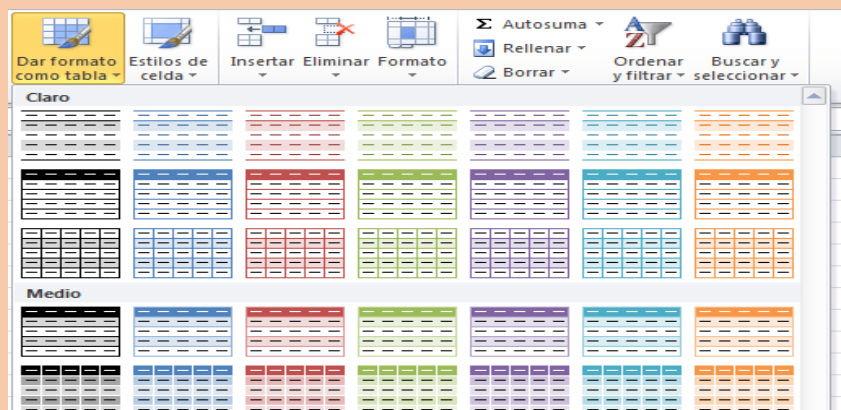 Dar formato
como tabla
Estilos de
celda
Insertar
Eliminar
Formato
Σ Autosuma
Rellenar
Borrar
A
Z
Ordenar
y filtrar
Buscar y
seleccionar
Claro
Medio